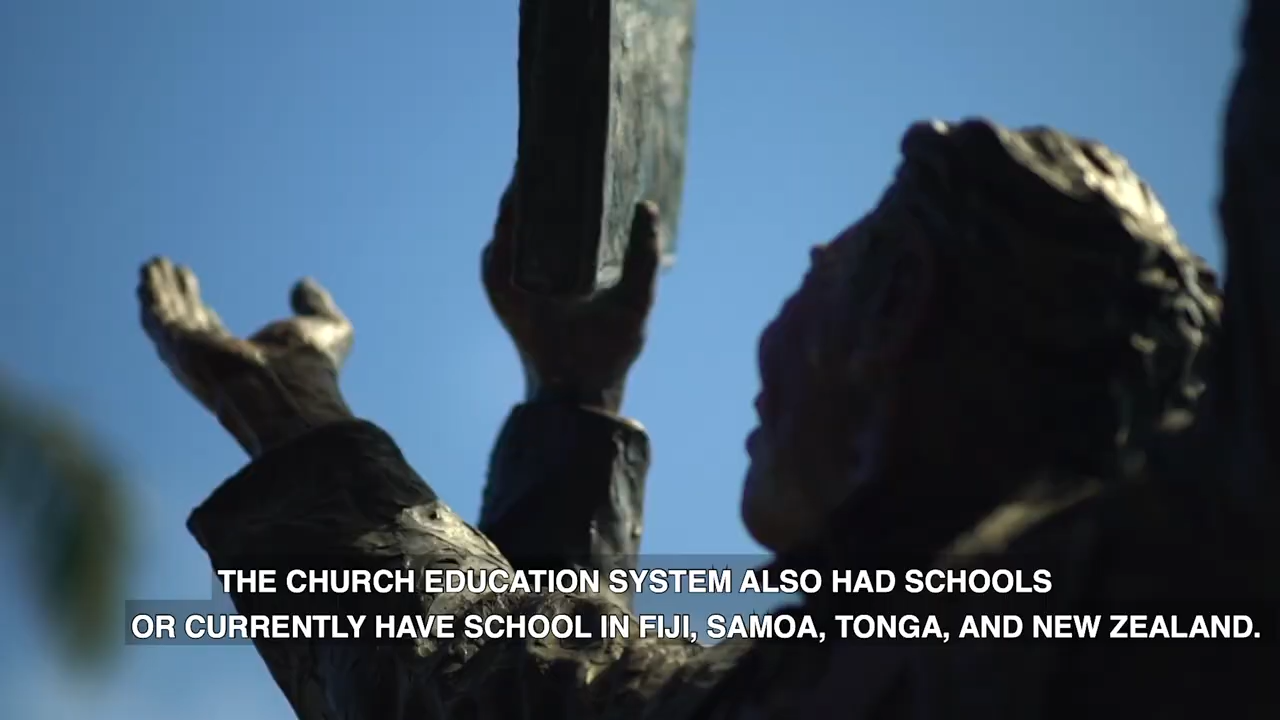 THE CHURCH EDUCATION SYSTEM ALSO HAD SCHOOLS
OR CURRENTLY HAVE SCHOOL IN FIJI, SAMOA, TONGA, AND NEW ZEALAND.